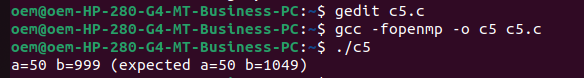 oem@oem-HP-280-G4-MT-Business-PC:~$ gedit c5.c
oem@oem-HP-280-G4-MT-Business-PC:~$ gcc -fopenmp -o c5 c5.c
oem@oem-HP-280-G4-MT-Business-PC:~$ ./c5
a=50 b=999 (expected a=50 b=1049)